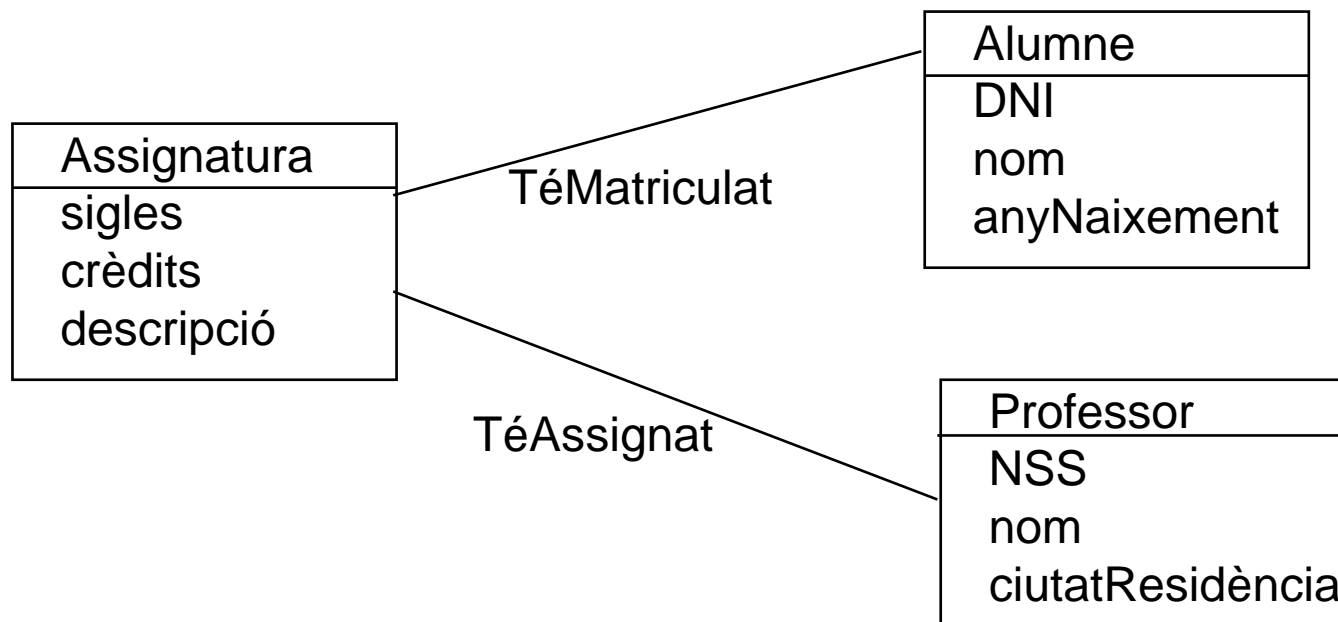 Alumne
DNI
nom
anyNaixement
Assignatura
sigles
crèdits
descripció
TéMatriculat
TéAssignat
Professor
NSS
nom
ciutatResidència